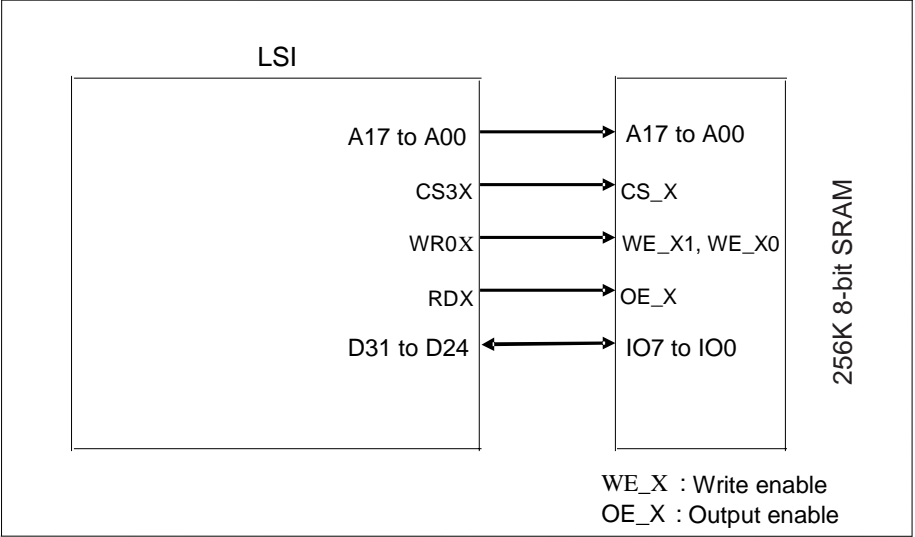 LSI
A17 to A00 A17 to A00
CS3X CS_X
WR0X WE_X1, WE_X0
RDX OE_X
D31 to D24 IO7 to IO0
256K 8-bit SRAM
WE_X : Write enable
OE_X : Output enable